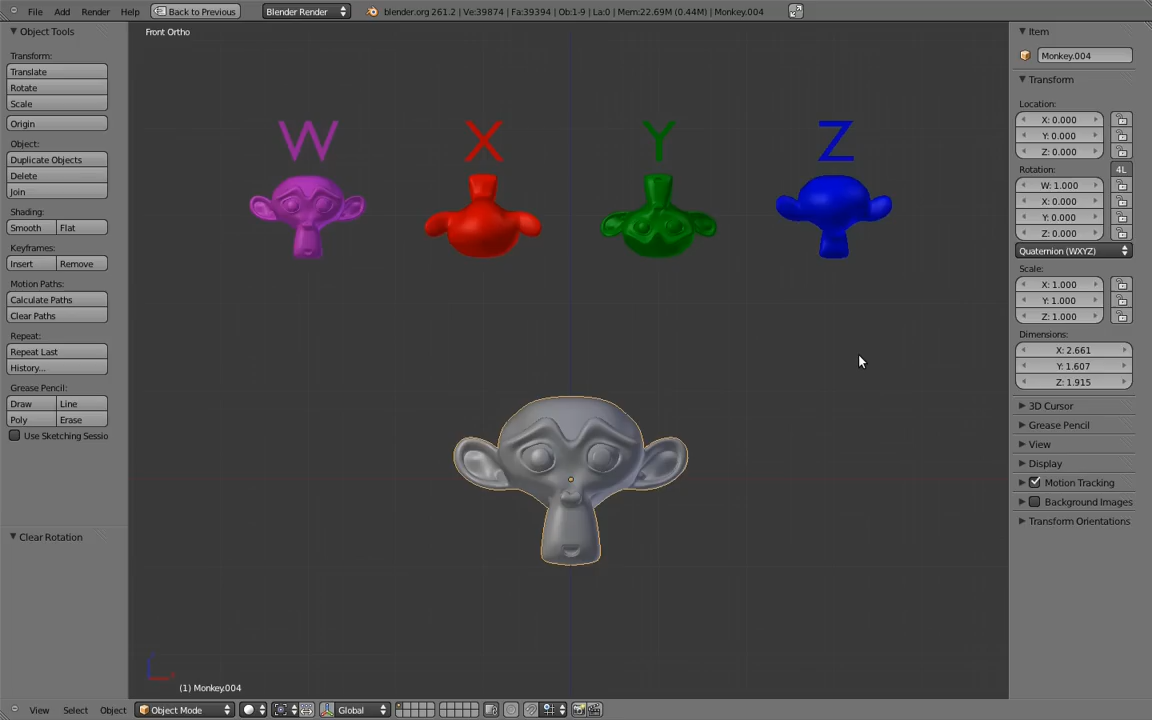 File Add Render Help Back to Previous Blender Render blender.org 261.2 | Ve:39874 | Fa:39394 | Ob:1-9 | La:0 | Mem:22.69M (0.44M) | Monkey.004
Object Tools
Transform:
Translate
Rotate
Scale
Origin
Object:
Duplicate Objects
Delete
Join
Shading:
Smooth Flat
Keyframes:
Insert Remove
Motion Paths:
Calculate Paths
Clear Paths
Repeat:
Repeat Last
History...
Grease Pencil:
Draw Line
Poly Erase
Use Sketching Sessio
Clear Rotation
Front Ortho
W X Y Z
(1) Monkey.004
Item
Monkey.004
Transform
Location:
X: 0.000
Y: 0.000
Z: 0.000
Rotation: 4L
W: 1.000
X: 0.000
Y: 0.000
Z: 0.000
Quaternion (WXYZ)
Scale:
X: 1.000
Y: 1.000
Z: 1.000
Dimensions:
X: 2.661
Y: 1.607
Z: 1.915
3D Cursor
Grease Pencil
View
Display
Motion Tracking
Background Images
Transform Orientations
View Select Object Object Mode Global